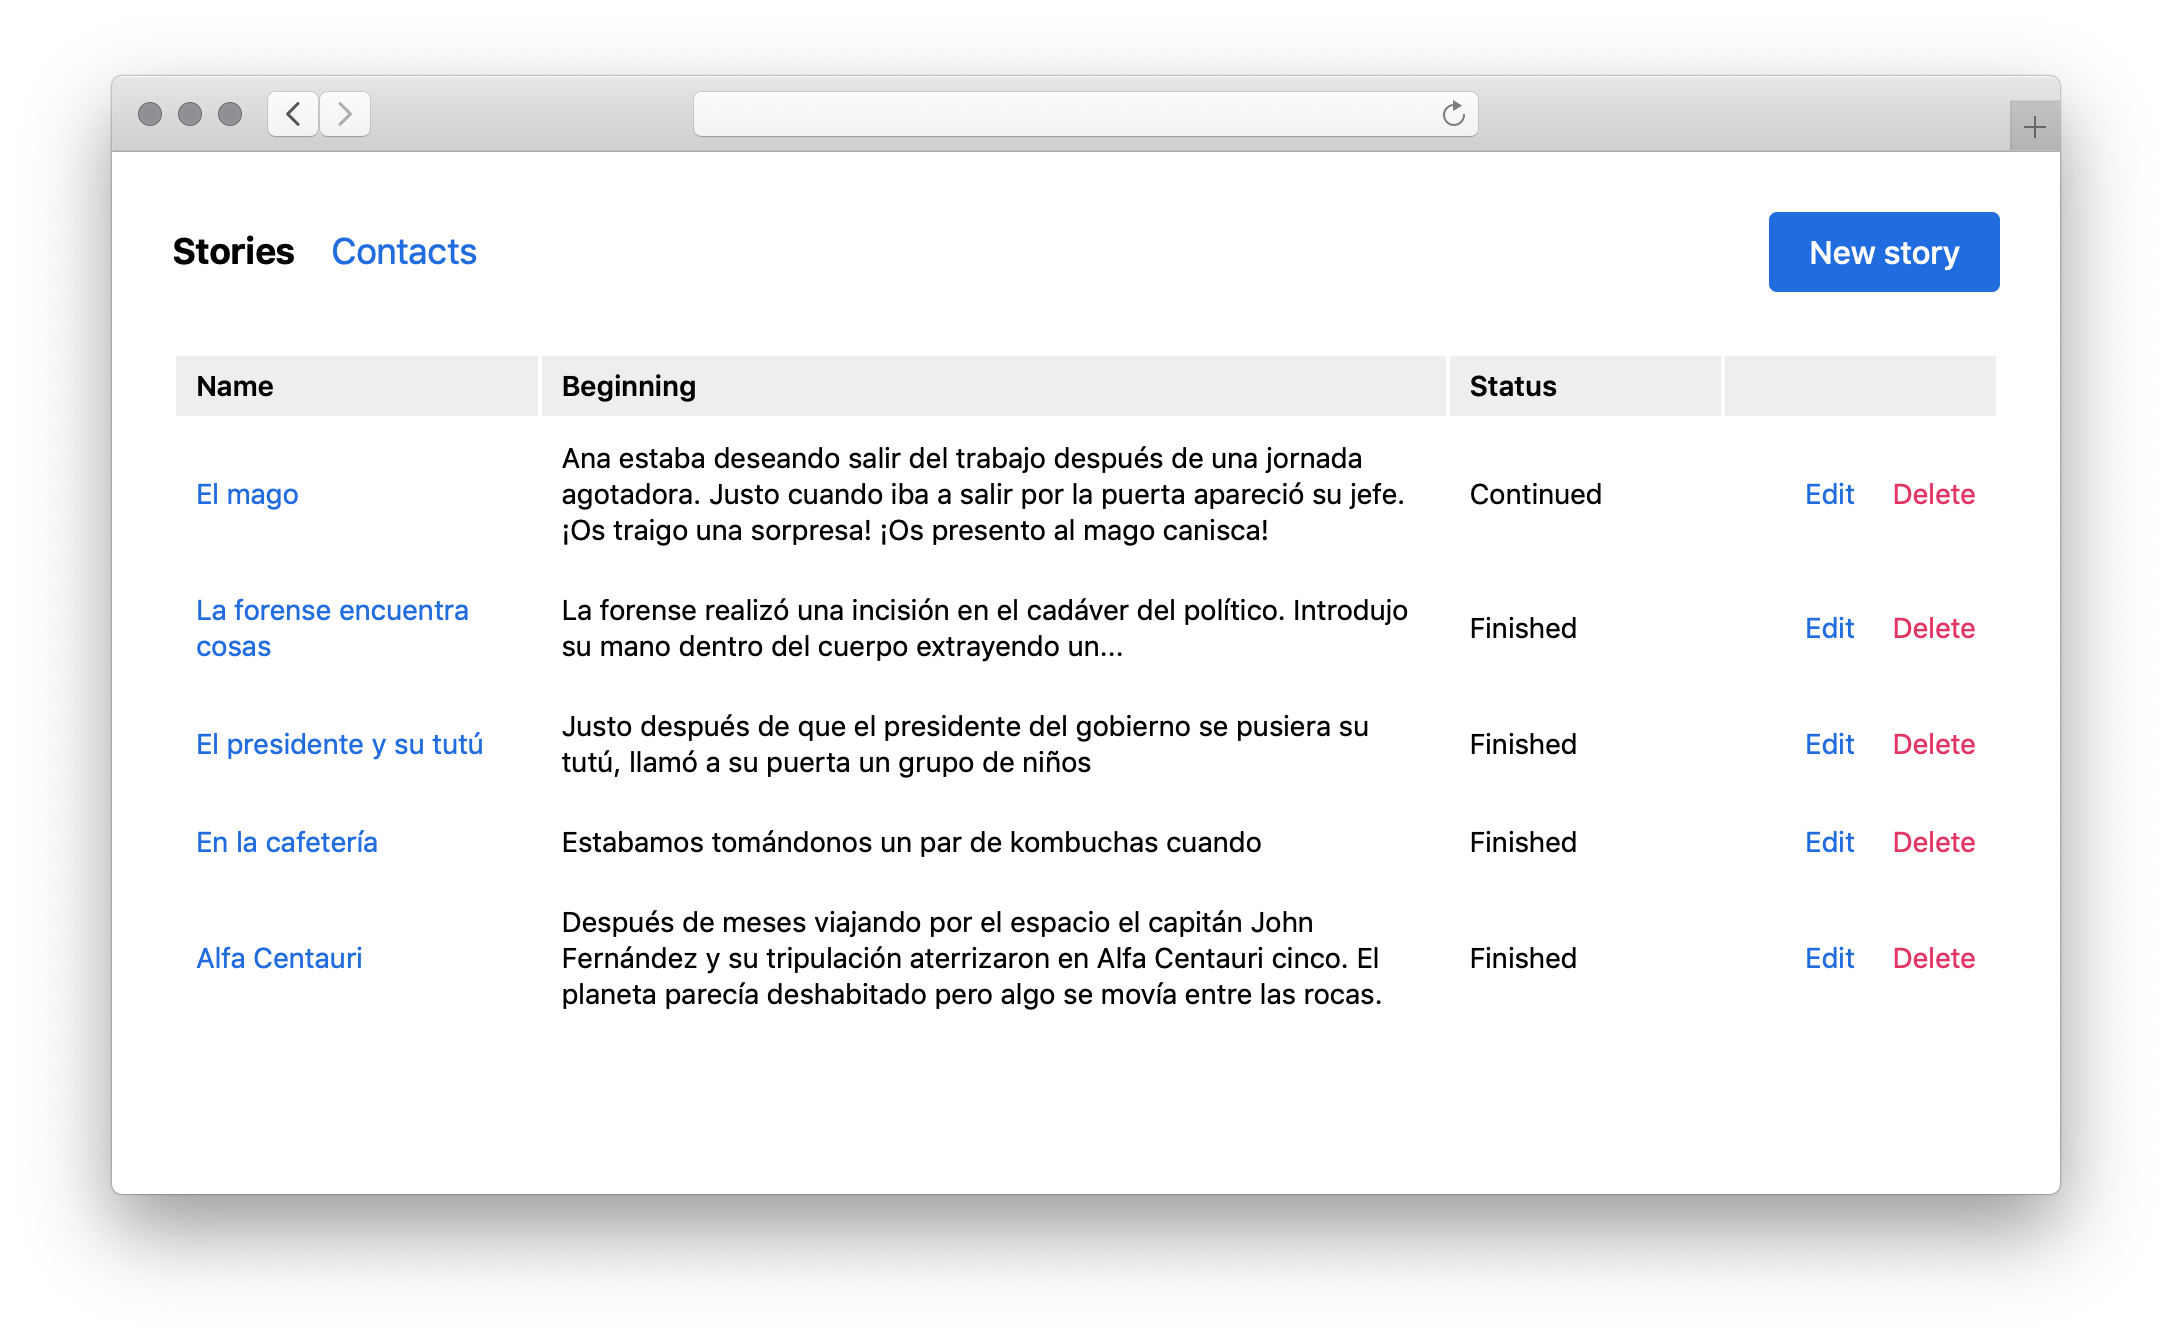 Stories Contacts New story
Name Beginning Status
El mago
Ana estaba deseando salir del trabajo después de una jornada
agotadora. Justo cuando iba a salir por la puerta apareció su jefe.
¡Os traigo una sorpresa! ¡Os presento al mago canisca!
Continued Edit Delete
La forense encuentra
cosas
La forense realizó una incisión en el cadáver del político. Introdujo
su mano dentro del cuerpo extrayendo un...
Finished Edit Delete
El presidente y su tutú
Justo después de que el presidente del gobierno se pusiera su
tutú, llamó a su puerta un grupo de niños
Finished Edit Delete
En la cafetería Estabamos tomándonos un par de kombuchas cuando Finished Edit Delete
Alfa Centauri
Después de meses viajando por el espacio el capitán John
Fernández y su tripulación aterrizaron en Alfa Centauri cinco. El
planeta parecía deshabitado pero algo se movía entre las rocas.
Finished Edit Delete